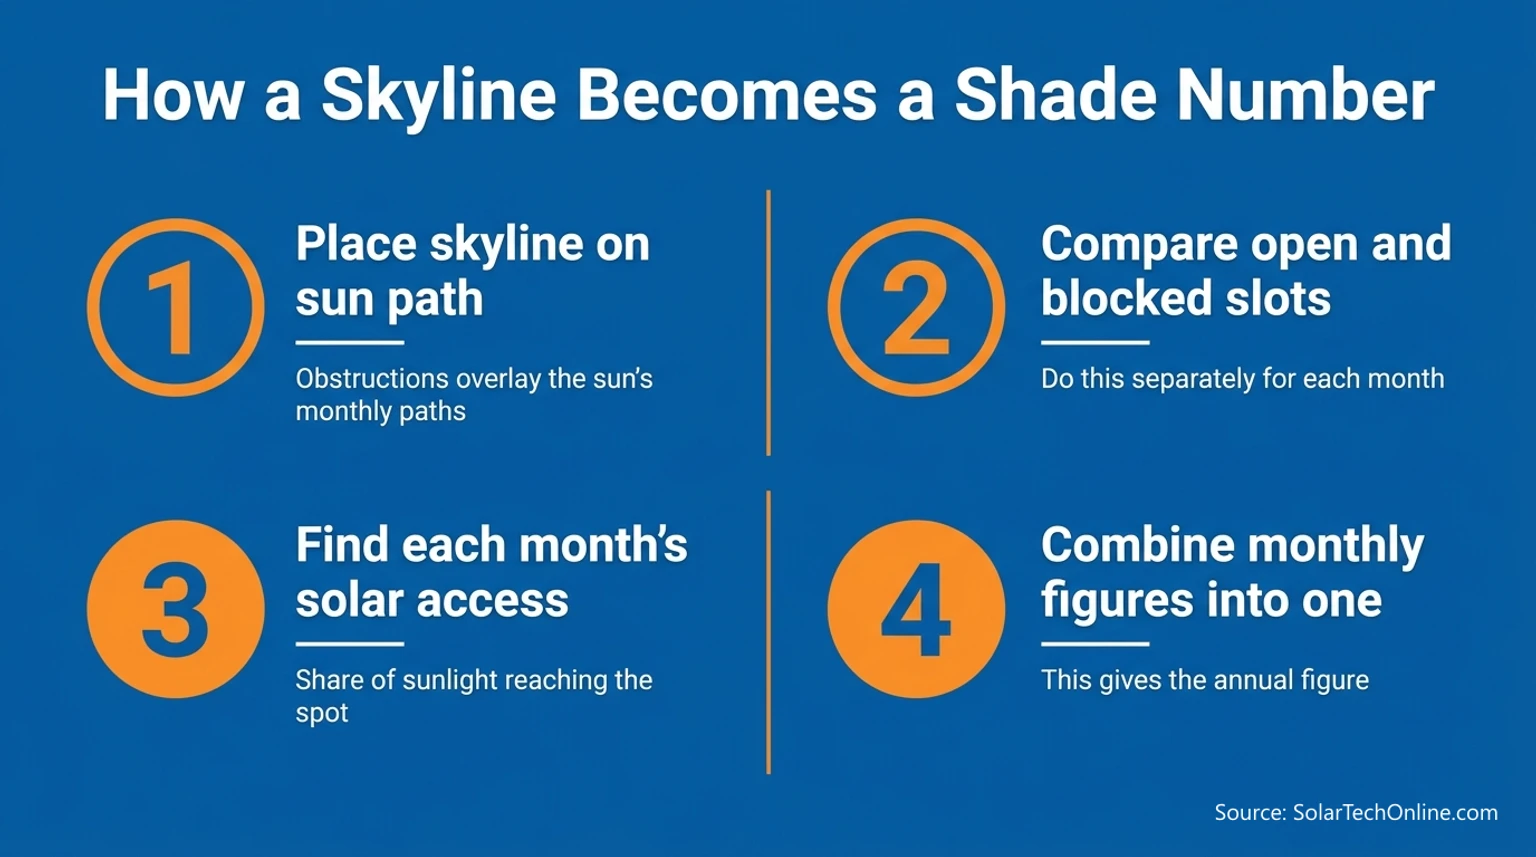 How a Skyline Becomes a Shade Number
1
Place skyline on
sun path
Obstructions overlay the sun's
monthly paths
2
Compare open and
blocked slots
Do this separately for each month
3
Find each month's
solar access
Share of sunlight reaching the
spot
4
Combine monthly
figures into one
This gives the annual figure
Source: SolarTechOnline.com